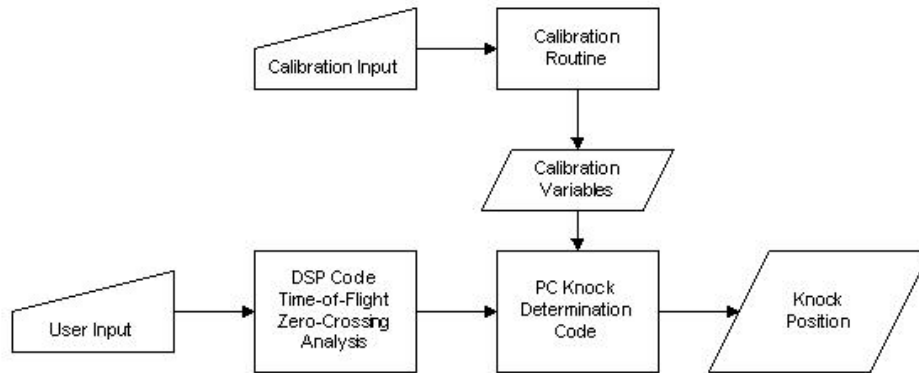 Calibration Input
Calibration
Routine
Calibration
Variables
User Input
DSP Code
Time-of-Flight
Zero-Crossing
Analysis
PC Knock
Determination
Code
Knock
Position